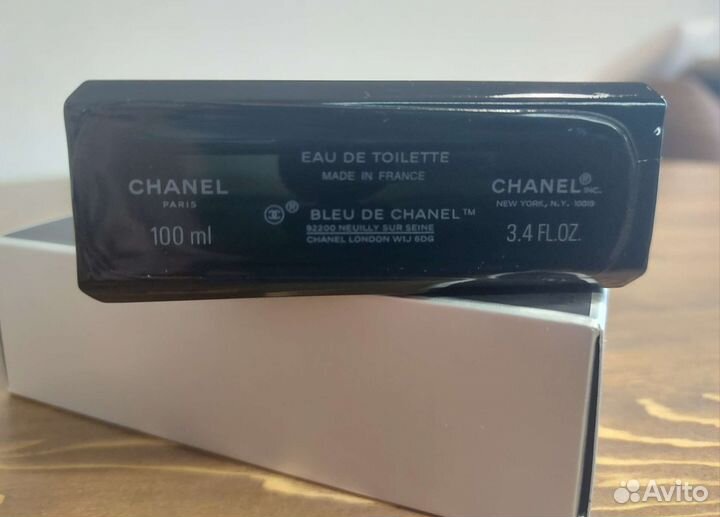 EAU DE TOILETTE
MADE IN FRANCE
CHANEL
PARIS
100 ml
® BLEU DE CHANEL™
92200 NEUILLY SUR SEINE
CHANEL LONDON W1J 6DG
CHANEL® INC.
NEW YORK, N.Y. 10019
3.4 FL.OZ.
Avito